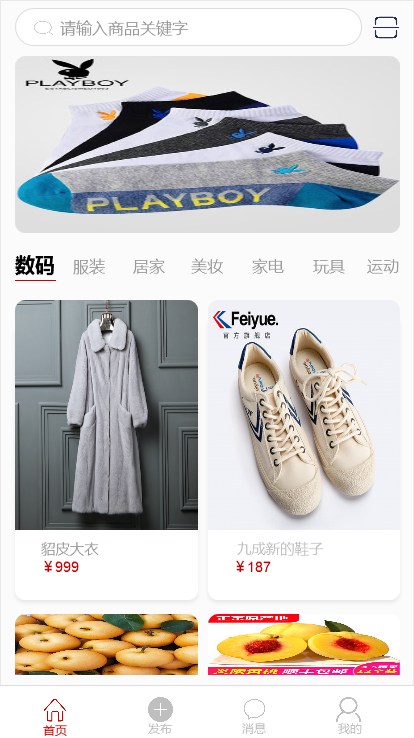 请输入商品关键字
PLAYBOY
PLAYBOY
数码 服装 居家 美妆 家电 玩具 运动
Feiyue.
官方旗舰店
貂皮大衣
￥999
九成新的鞋子
￥187
首页 发布 消息 我的